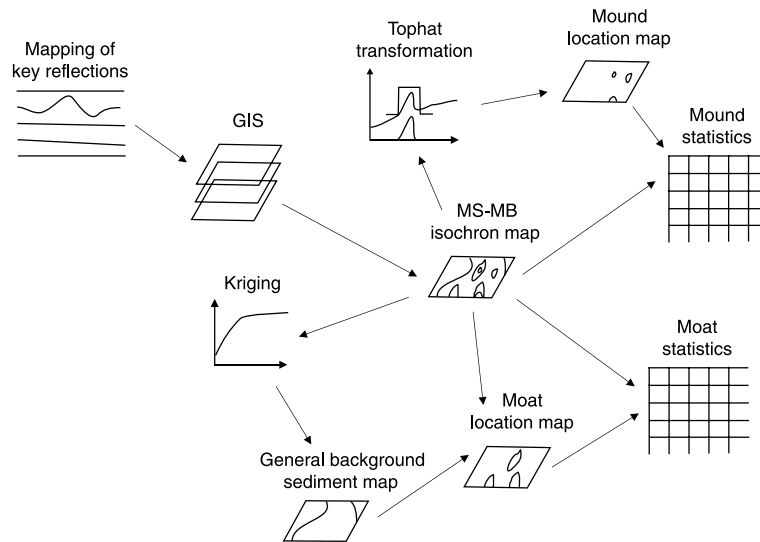 Mapping of
key reflections
GIS
Tophat
transformation
Mound
location map
Mound
statistics
MS-MB
isochron map
Kriging
Moat
statistics
Moat
location map
General background
sediment map